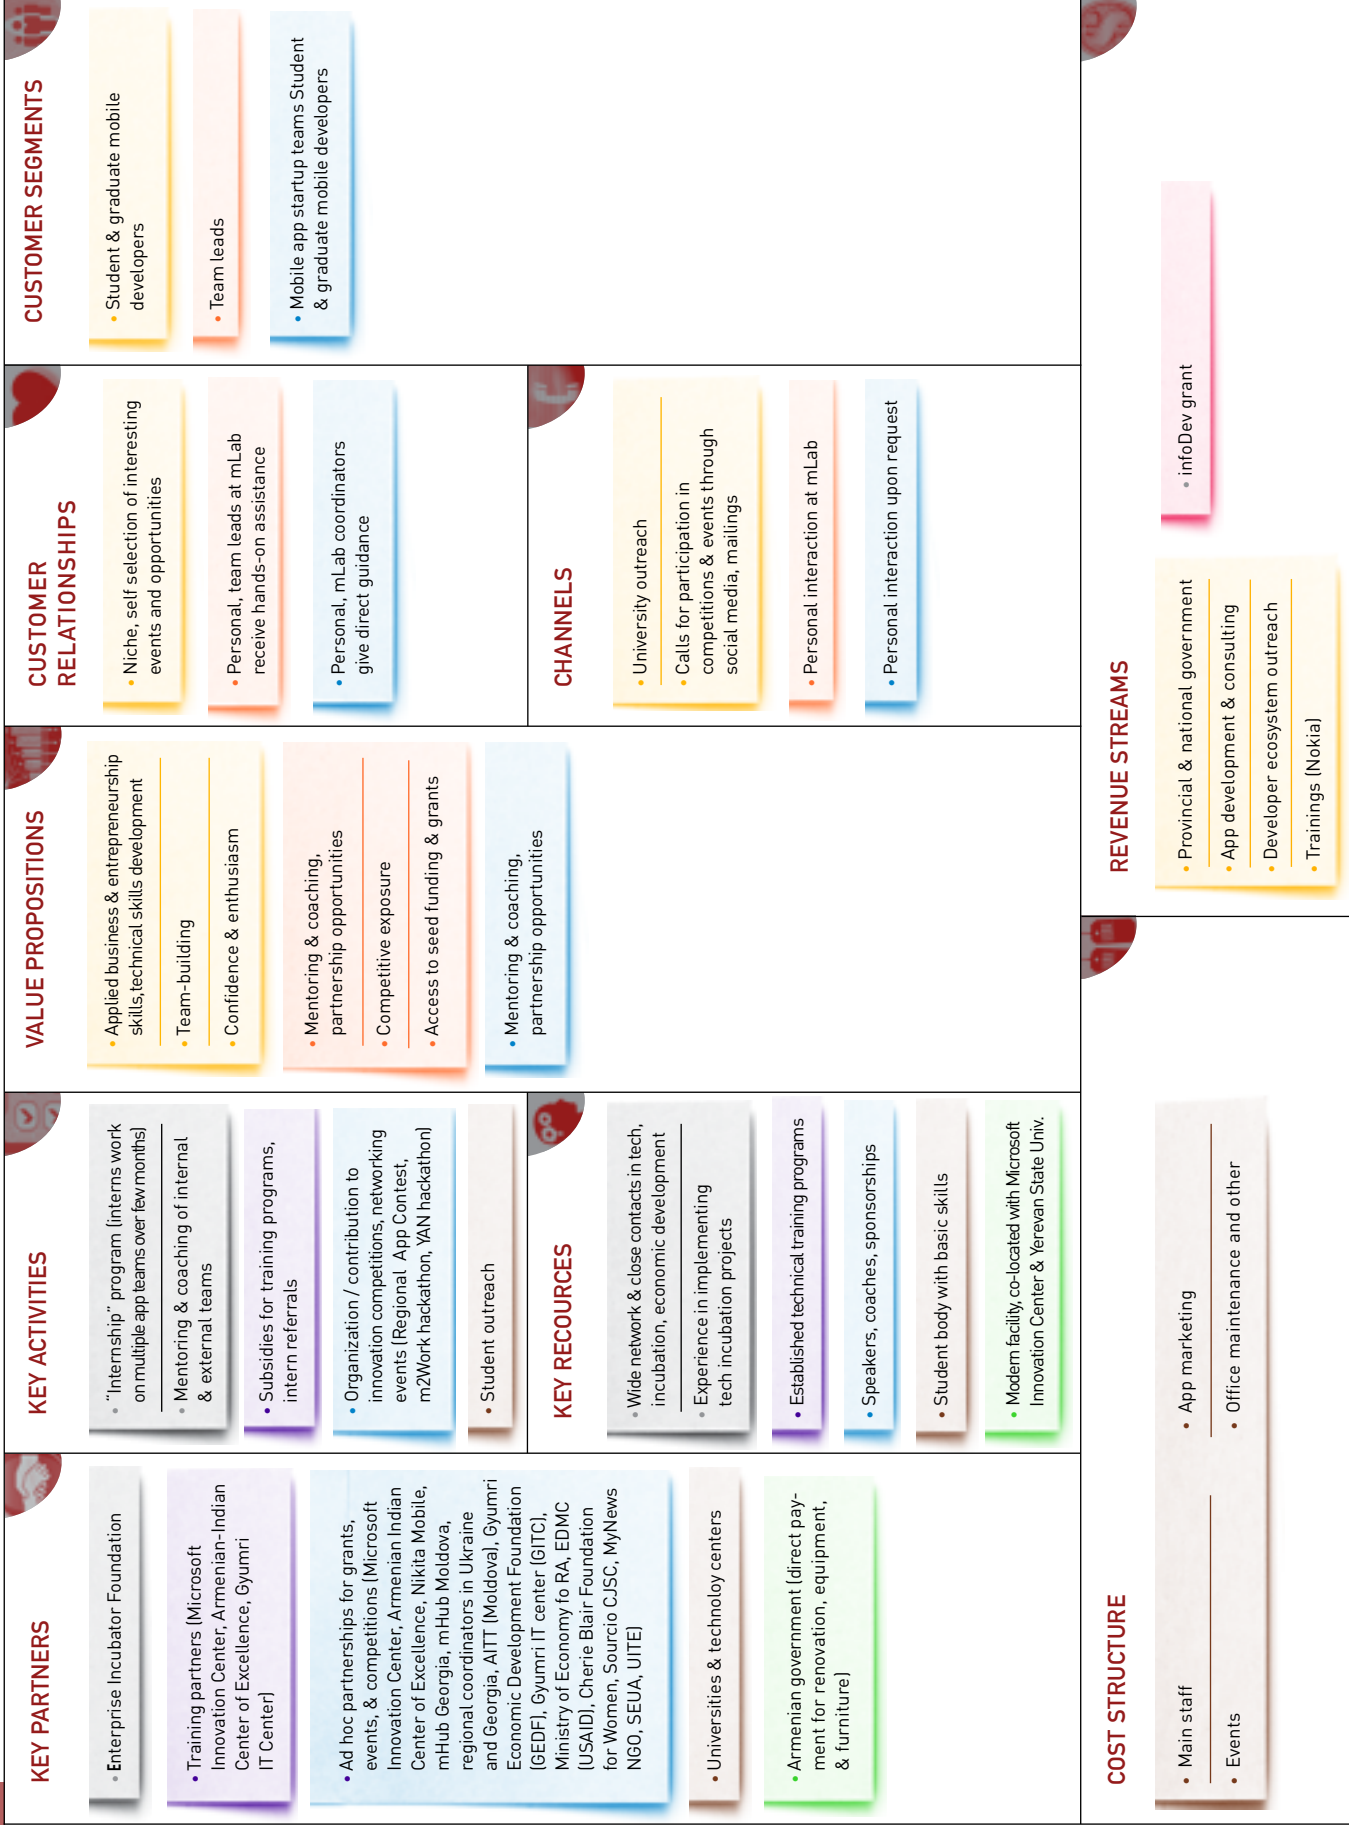 KEY PARTNERS
• Enterprise Incubator Foundation
• Training partners (Microsoft
Innovation Center, Armenian-Indian
Center of Excellence, Gyumri
IT Center)
• Ad hoc partnerships for grants,
events, & competitions (Microsoft
Innovation Center, Armenian Indian
Center of Excellence, Nikita Mobile,
mHub Georgia, mHub Moldova,
regional coordinators in Ukraine
and Georgia, AITT (Moldova), Gyumri
Economic Development Foundation
(GEDF), Gyumri IT center (GITC),
Ministry of Economy fo RA, EDMC
(USAID), Cherie Blair Foundation
for Women, Sourcio CJSC, MyNews
NGO, SEUA, UITE)
• Universities & technoloy centers
• Armenian government (direct pay-
ment for renovation, equipment,
& furniture)
KEY ACTIVITIES
• “Internship” program (interns work
on multiple app teams over few months)
• Mentoring & coaching of internal
& external teams
• Subsidies for training programs,
intern referrals
• Organization / contribution to
innovation competitions, networking
events (Regional App Contest,
m2Work hackathon, YAN hackathon)
• Student outreach
KEY RECOURCES
• Wide network & close contacts in tech,
incubation, economic development
• Experience in implementing
tech incubation projects
• Established technical training programs
• Speakers, coaches, sponsorships
• Student body with basic skills
• Modern facility, co-located with Microsoft
Innovation Center & Yerevan State Univ.
VALUE PROPOSITIONS
• Applied business & entrepreneurship
skills,technical skills development
• Team-building
• Confidence & enthusiasm
• Mentoring & coaching,
partnership opportunities
• Competitive exposure
• Access to seed funding & grants
• Mentoring & coaching,
partnership opportunities
CUSTOMER
RELATIONSHIPS
• Niche, self selection of interesting
events and opportunities
• Personal, team leads at mLab
receive hands-on assistance
• Personal, mLab coordinators
give direct guidance
CHANNELS
• University outreach
• Calls for participation in
competitions & events through
social media, mailings
• Personal interaction at mLab
• Personal interaction upon request
CUSTOMER SEGMENTS
• Student & graduate mobile
developers
• Team leads
• Mobile app startup teams Student
& graduate mobile developers
COST STRUCTURE
• Main staff
• Events
• App marketing
• Office maintenance and other
REVENUE STREAMS
• Provincial & national government
• App development & consulting
• Developer ecosystem outreach
• Trainings (Nokia)
• infoDev grant